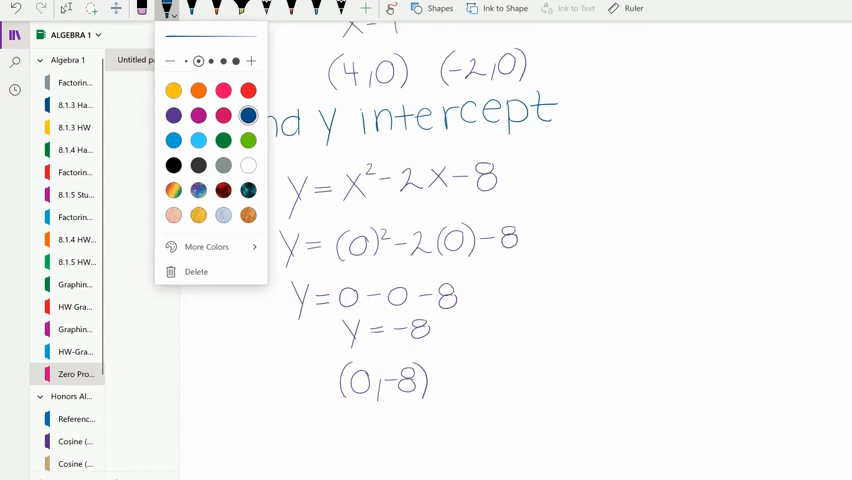 Shapes Ink to Shape Ink to Text Ruler
ALGEBRA 1
Algebra 1
Factorin...
8.1.3 Ha...
8.1.3 HW
8.1.4 Ha...
Factorin...
8.1.5 Stu...
Factorin...
8.1.4 HW...
8.1.5 HW...
Graphin...
HW Gra...
Graphin...
HW-Gra...
Zero Pro...
Honors Al...
Referenc...
Cosine (...
Cosine (...
Untitled pa
More Colors
Delete
(4,0) (-2,0)
nd y intercept
y = x² - 2x - 8
y = (0)² - 2(0) - 8
y = 0 - 0 - 8
y = -8
(0, -8)